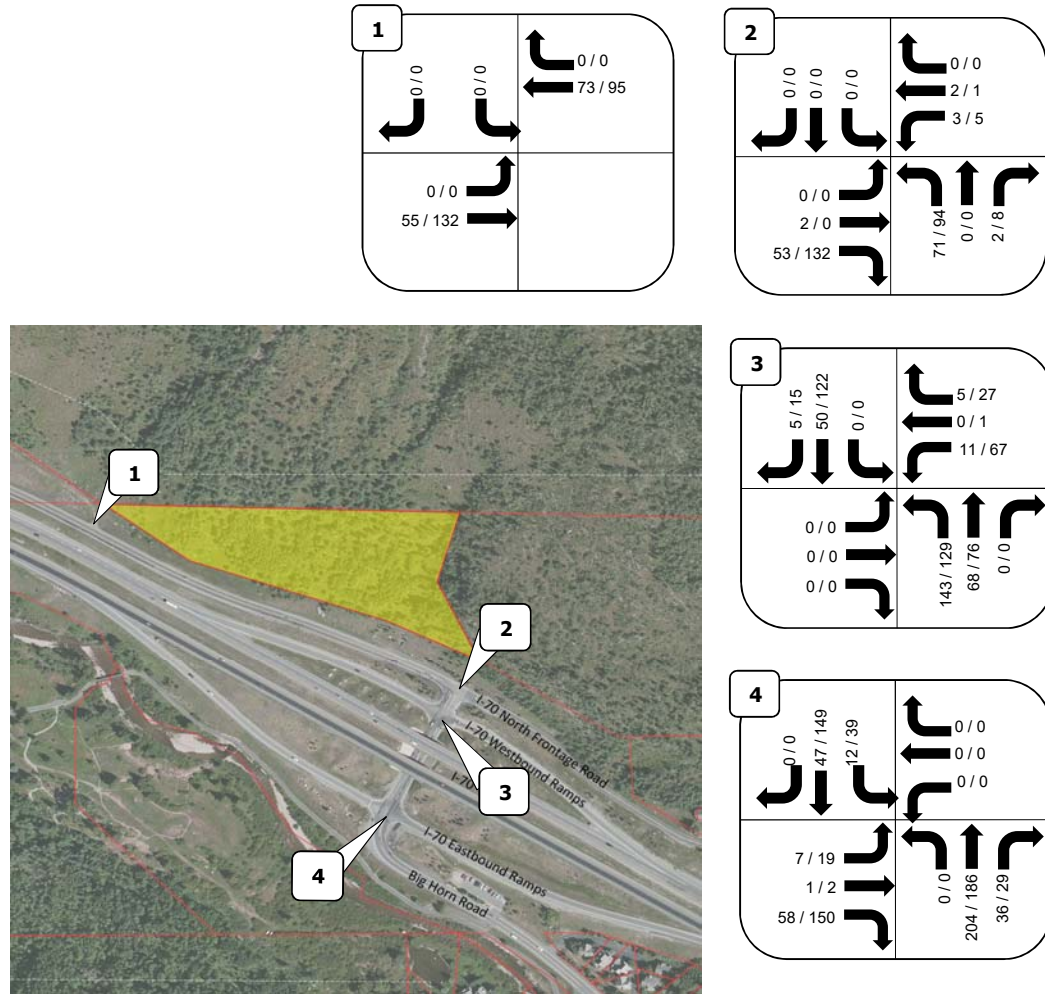 1
0 / 0
0 / 0
0 / 0
73 / 95
0 / 0
55 / 132
2
0 / 0
0 / 0
0 / 0
0 / 0
2 / 1
3 / 5
0 / 0
2 / 0
53 / 132
71 / 94
0 / 0
2 / 8
3
5 / 15
50 / 122
0 / 0
5 / 27
0 / 1
11 / 67
0 / 0
0 / 0
0 / 0
143 / 129
68 / 76
0 / 0
4
0 / 0
47 / 149
12 / 39
0 / 0
0 / 0
0 / 0
7 / 19
1 / 2
58 / 150
0 / 0
204 / 186
36 / 29
1
2
I-70 North Frontage Road
I-70 Westbound Ramps
I-70
3
I-70 Eastbound Ramps
4
Big Horn Road